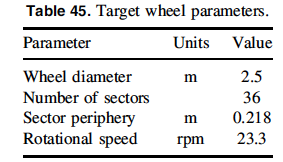 Table 45. Target wheel parameters.
Parameter Units Value
Wheel diameter m 2.5
Number of sectors 36
Sector periphery m 0.218
Rotational speed rpm 23.3